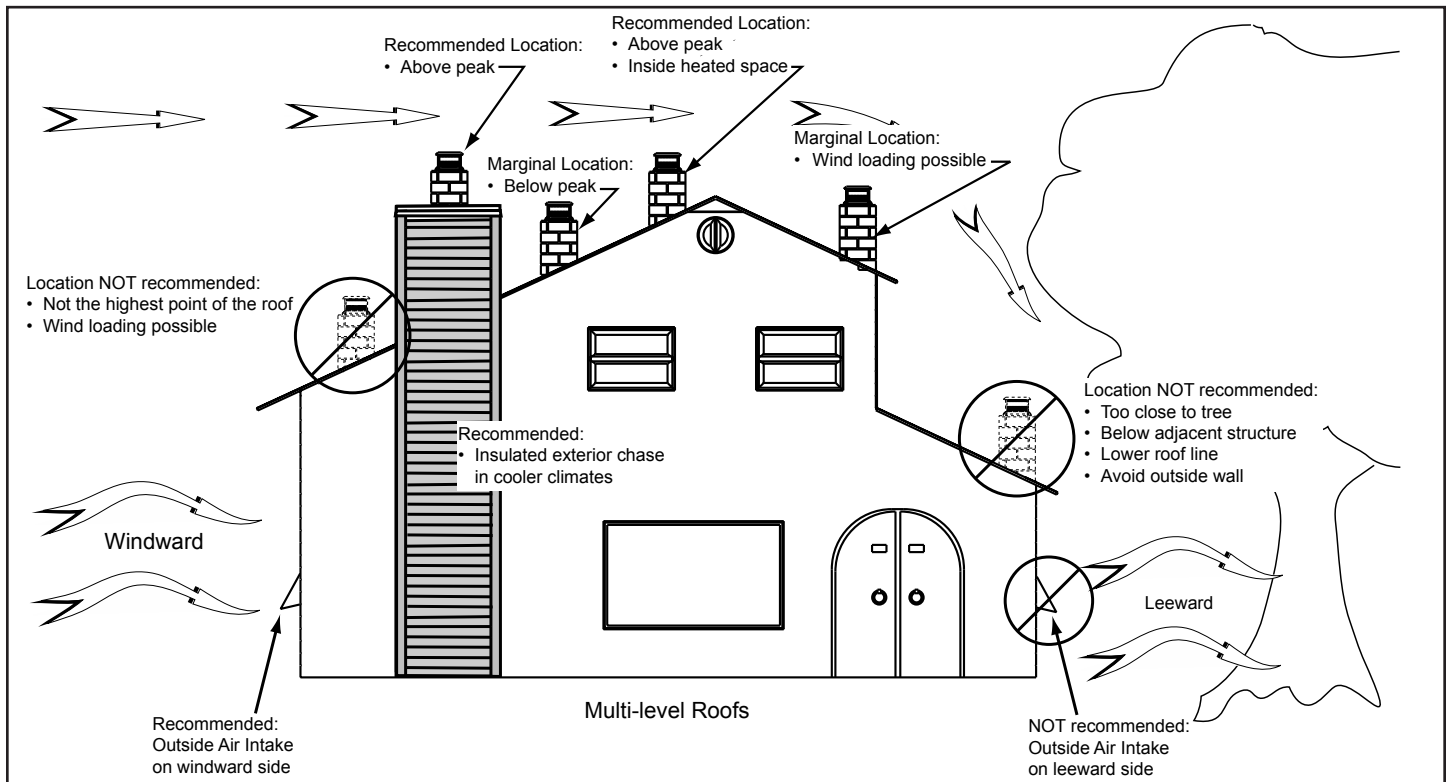 Recommended Location:
• Above peak
Recommended Location:
• Above peak
• Inside heated space
Marginal Location:
• Below peak
Marginal Location:
• Wind loading possible
Location NOT recommended:
• Not the highest point of the roof
• Wind loading possible
Recommended:
• Insulated exterior chase
in cooler climates
Location NOT recommended:
• Too close to tree
• Below adjacent structure
• Lower roof line
• Avoid outside wall
Windward
Leeward
Recommended:
Outside Air Intake
on windward side
Multi-level Roofs
NOT recommended:
Outside Air Intake
on leeward side